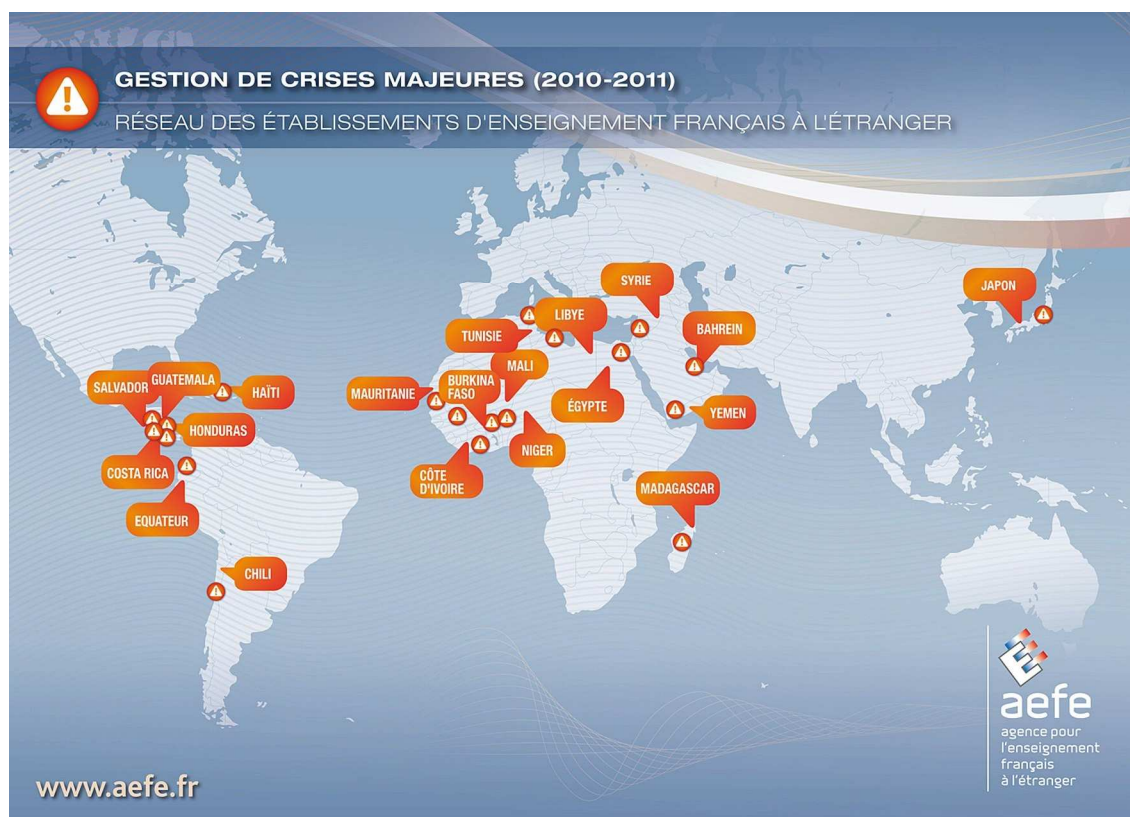 GESTION DE CRISES MAJEURES (2010-2011)
RÉSEAU DES ÉTABLISSEMENTS D'ENSEIGNEMENT FRANÇAIS À L'ÉTRANGER
SYRIE
JAPON
LIBYE
TUNISIE
BAHREIN
MALI
SALVADOR
GUATEMALA
HAÏTI
MAURITANIE
BURKINA
FASO
ÉGYPTE
YEMEN
HONDURAS
NIGER
COSTA RICA
CÔTE
D'IVOIRE
MADAGASCAR
EQUATEUR
CHILI
aefe
agence pour
l'enseignement
français
à l'étranger
www.aefe.fr